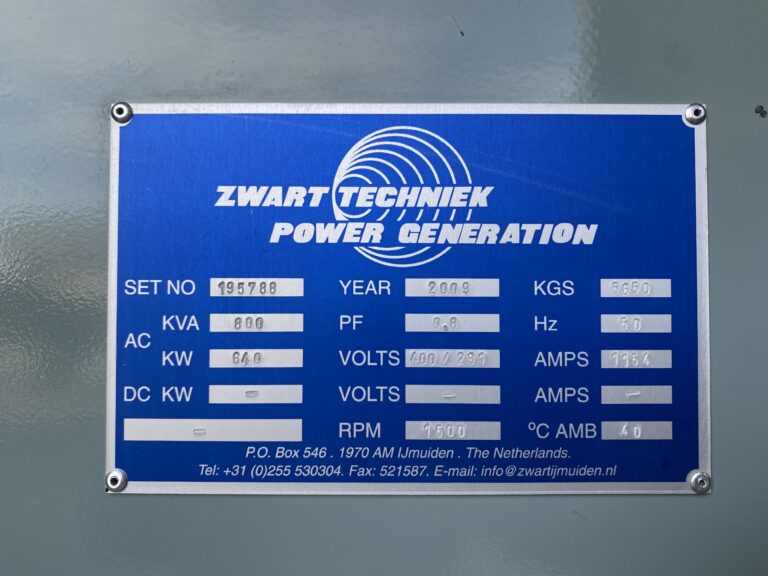 ZWART TECHNIEK
POWER GENERATION
SET NO 195788 YEAR 2009 KGS 5650
AC KVA 800 PF 0.8 Hz 50
KW 640 VOLTS 400/231 AMPS 1154
DC KW - VOLTS - AMPS -
- RPM 1500 ºC AMB 40
P.O. Box 546 . 1970 AM IJmuiden . The Netherlands.
Tel: +31 (0)255 530304. Fax: 521587. E-mail: info@zwartijmuiden.nl